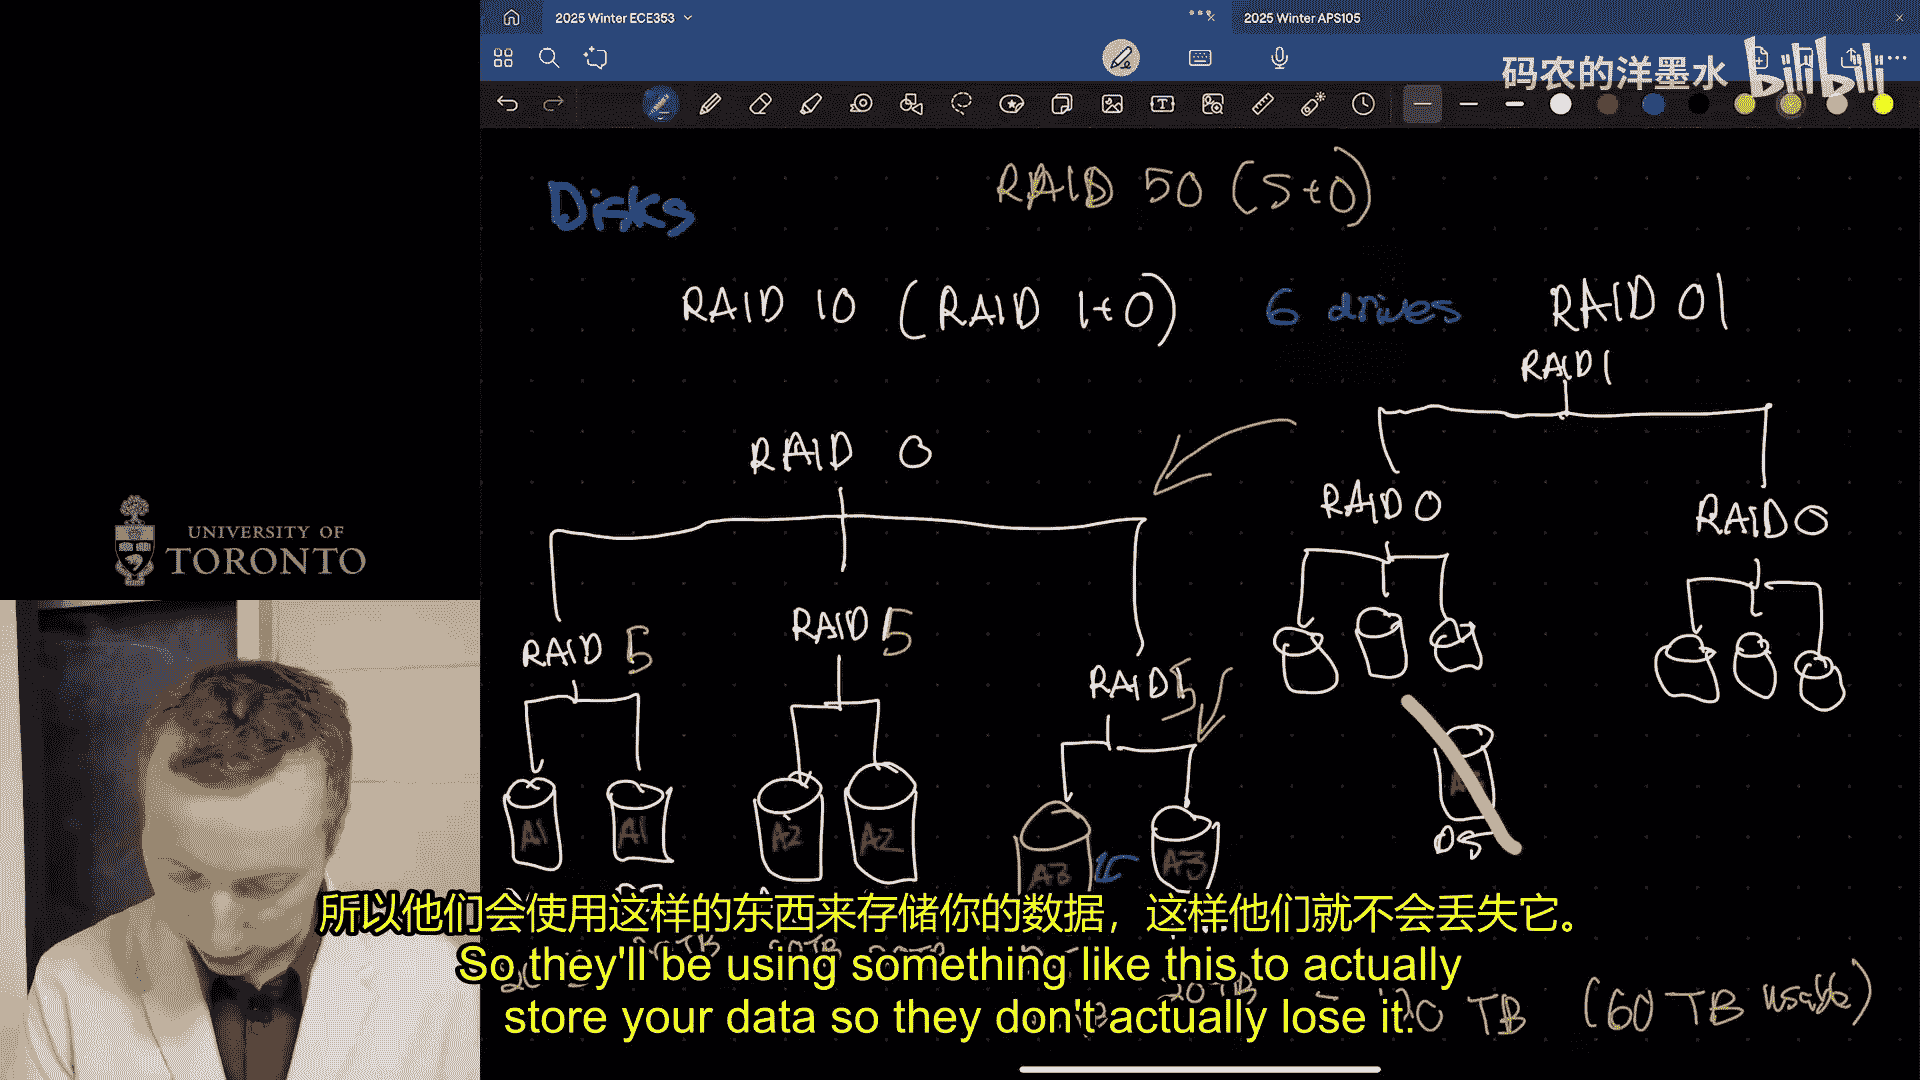 2025 Winter ECE353
2025 Winter APS105
码农的洋墨水 bilibili
Disks
RAID 50 (5+0)
RAID 10 (RAID 1+0)
6 drives
RAID 01
RAID 1
RAID 0
RAID 0
RAID 0
RAID 5
RAID 5
RAID 5
A1
A1
A2
A2
A3
A3
UNIVERSITY OF
TORONTO
所以他们会使用这样的东西来存储你的数据，这样他们就不会丢失它。
So they'll be using something like this to actually
store your data so they don't actually lose it.
20 TB
TB (60 TB usable)